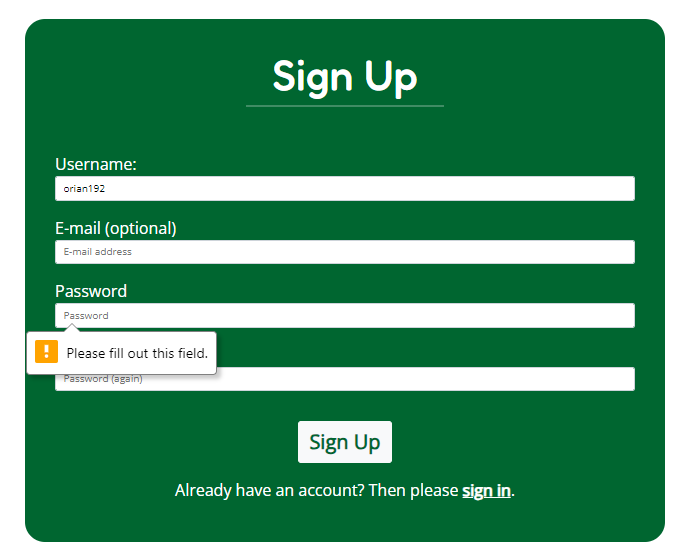 Sign Up
Username:
orian192
E-mail (optional)
E-mail address
Password
Password
Please fill out this field.
Password (again)
Sign Up
Already have an account? Then please sign in.